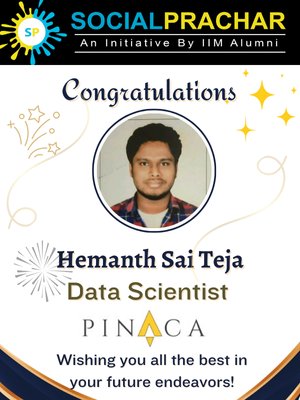 SP
SOCIALPRACHAR
An Initiative By IIM Alumni
Congratulations
Hemanth Sai Teja
Data Scientist
PINACA
Wishing you all the best in
your future endeavors!